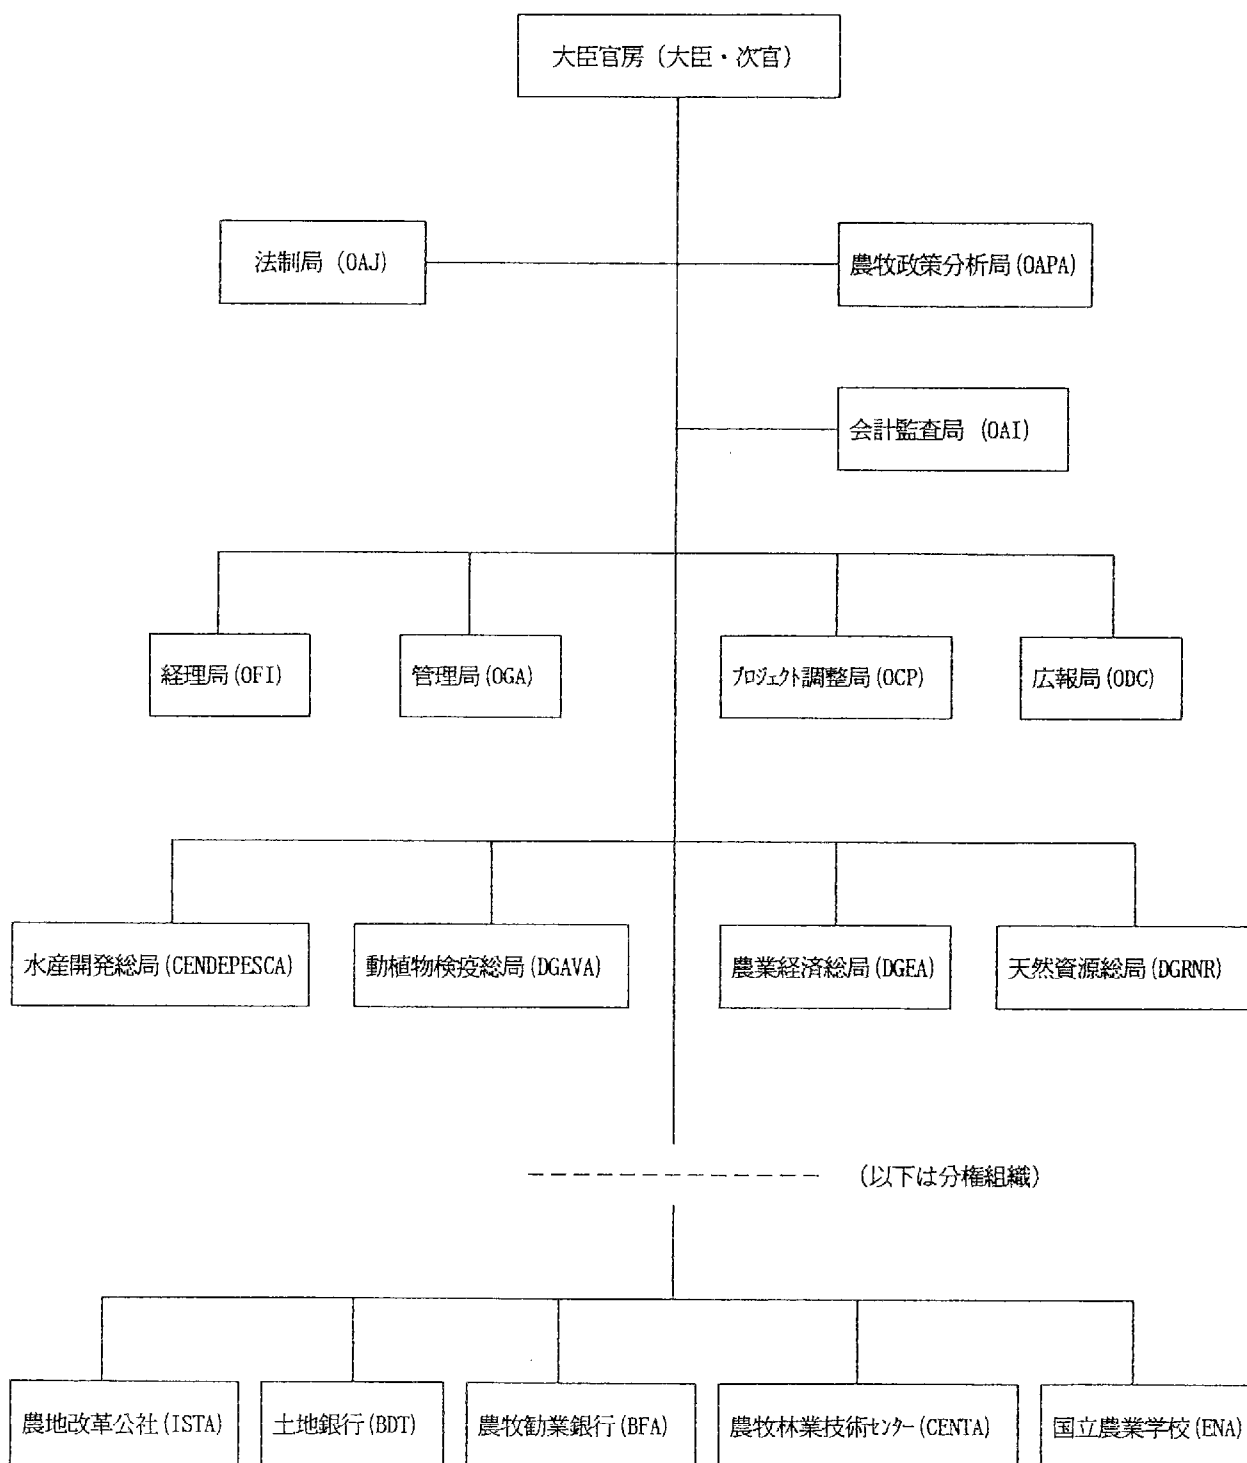 大臣官房（大臣・次官）
法制局（OAJ）
農牧政策分析局(OAPA)
会計監査局（OAI）
経理局(OFI)
管理局(OGA)
ﾌﾟﾛｼﾞｪｸﾄ調整局(OCP)
広報局(ODC)
水産開発総局(CENDEPESCA)
動植物検疫総局(DGAVA)
農業経済総局(DGEA)
天然資源総局(DGRNR)
（以下は分権組織）
農地改革公社(ISTA)
土地銀行(BDT)
農牧勧業銀行(BFA)
農牧林業技術ｾﾝﾀｰ(CENTA)
国立農業学校(ENA)